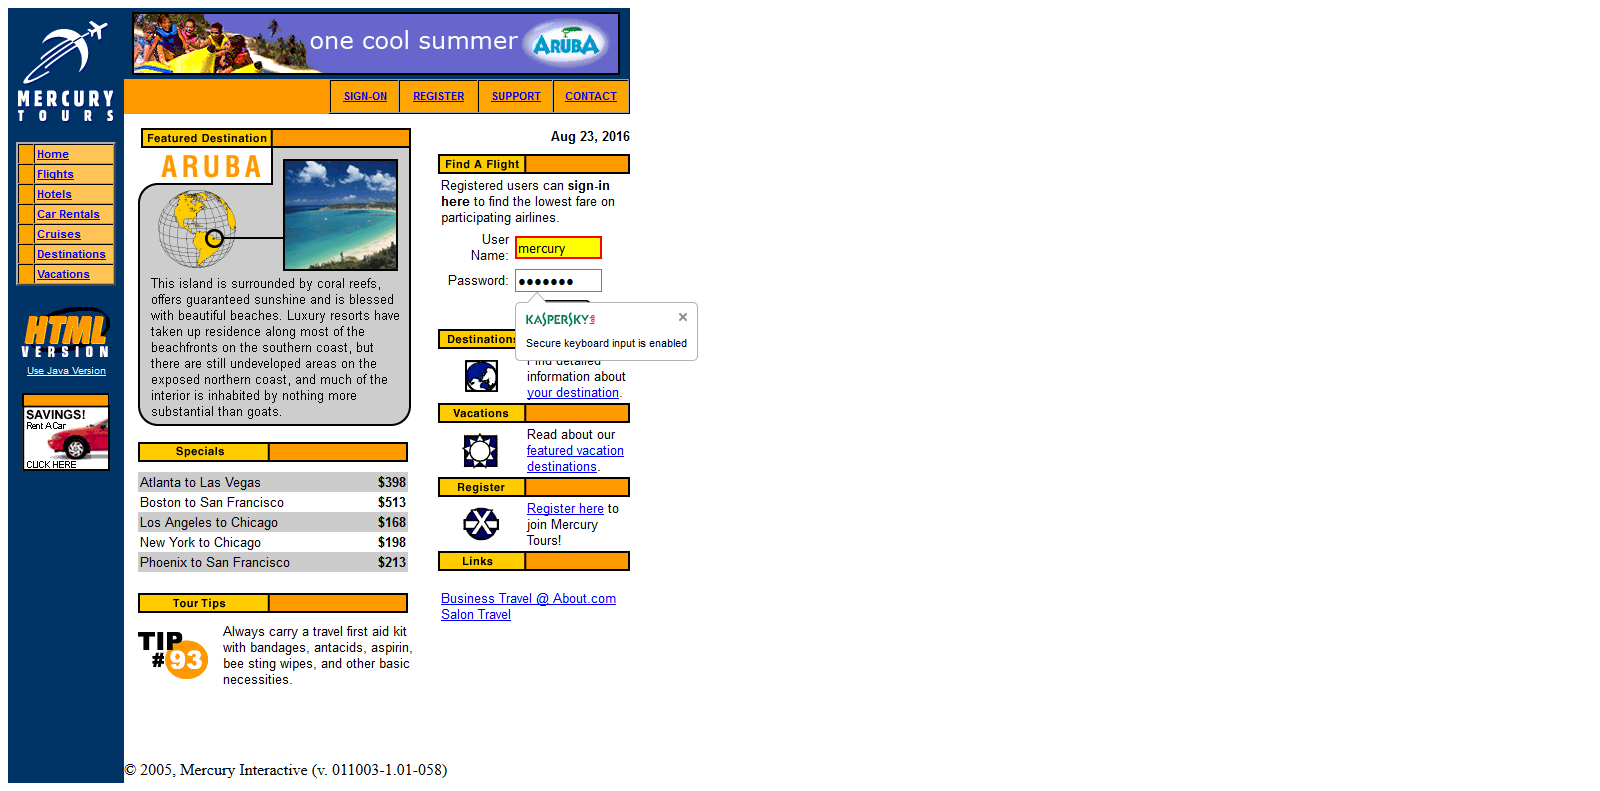 MERCURY
TOURS
one cool summer
ARUBA
SIGN-ON
REGISTER
SUPPORT
CONTACT
Home
Flights
Hotels
Car Rentals
Cruises
Destinations
Vacations
HTML
VERSION
Use Java Version
SAVINGS!
Rent A Car
CLICK HERE
Featured Destination
ARUBA
This island is surrounded by coral reefs,
offers guaranteed sunshine and is blessed
with beautiful beaches. Luxury resorts have
taken up residence along most of the
beachfronts on the southern coast, but
there are still undeveloped areas on the
exposed northern coast, and much of the
interior is inhabited by nothing more
substantial than goats.
Specials
Atlanta to Las Vegas $398
Boston to San Francisco $513
Los Angeles to Chicago $168
New York to Chicago $198
Phoenix to San Francisco $213
Tour Tips
TIP
#93
Always carry a travel first aid kit
with bandages, antacids, aspirin,
bee sting wipes, and other basic
necessities.
Aug 23, 2016
Find A Flight
Registered users can sign-in
here to find the lowest fare on
participating airlines.
User
Name: mercury
Password: ●●●●●●●
KASPERSKY
Secure keyboard input is enabled
Destinations
Find detailed
information about
your destination.
Vacations
Read about our
featured vacation
destinations.
Register
Register here to
join Mercury
Tours!
Links
Business Travel @ About.com
Salon Travel
© 2005, Mercury Interactive (v. 011003-1.01-058)